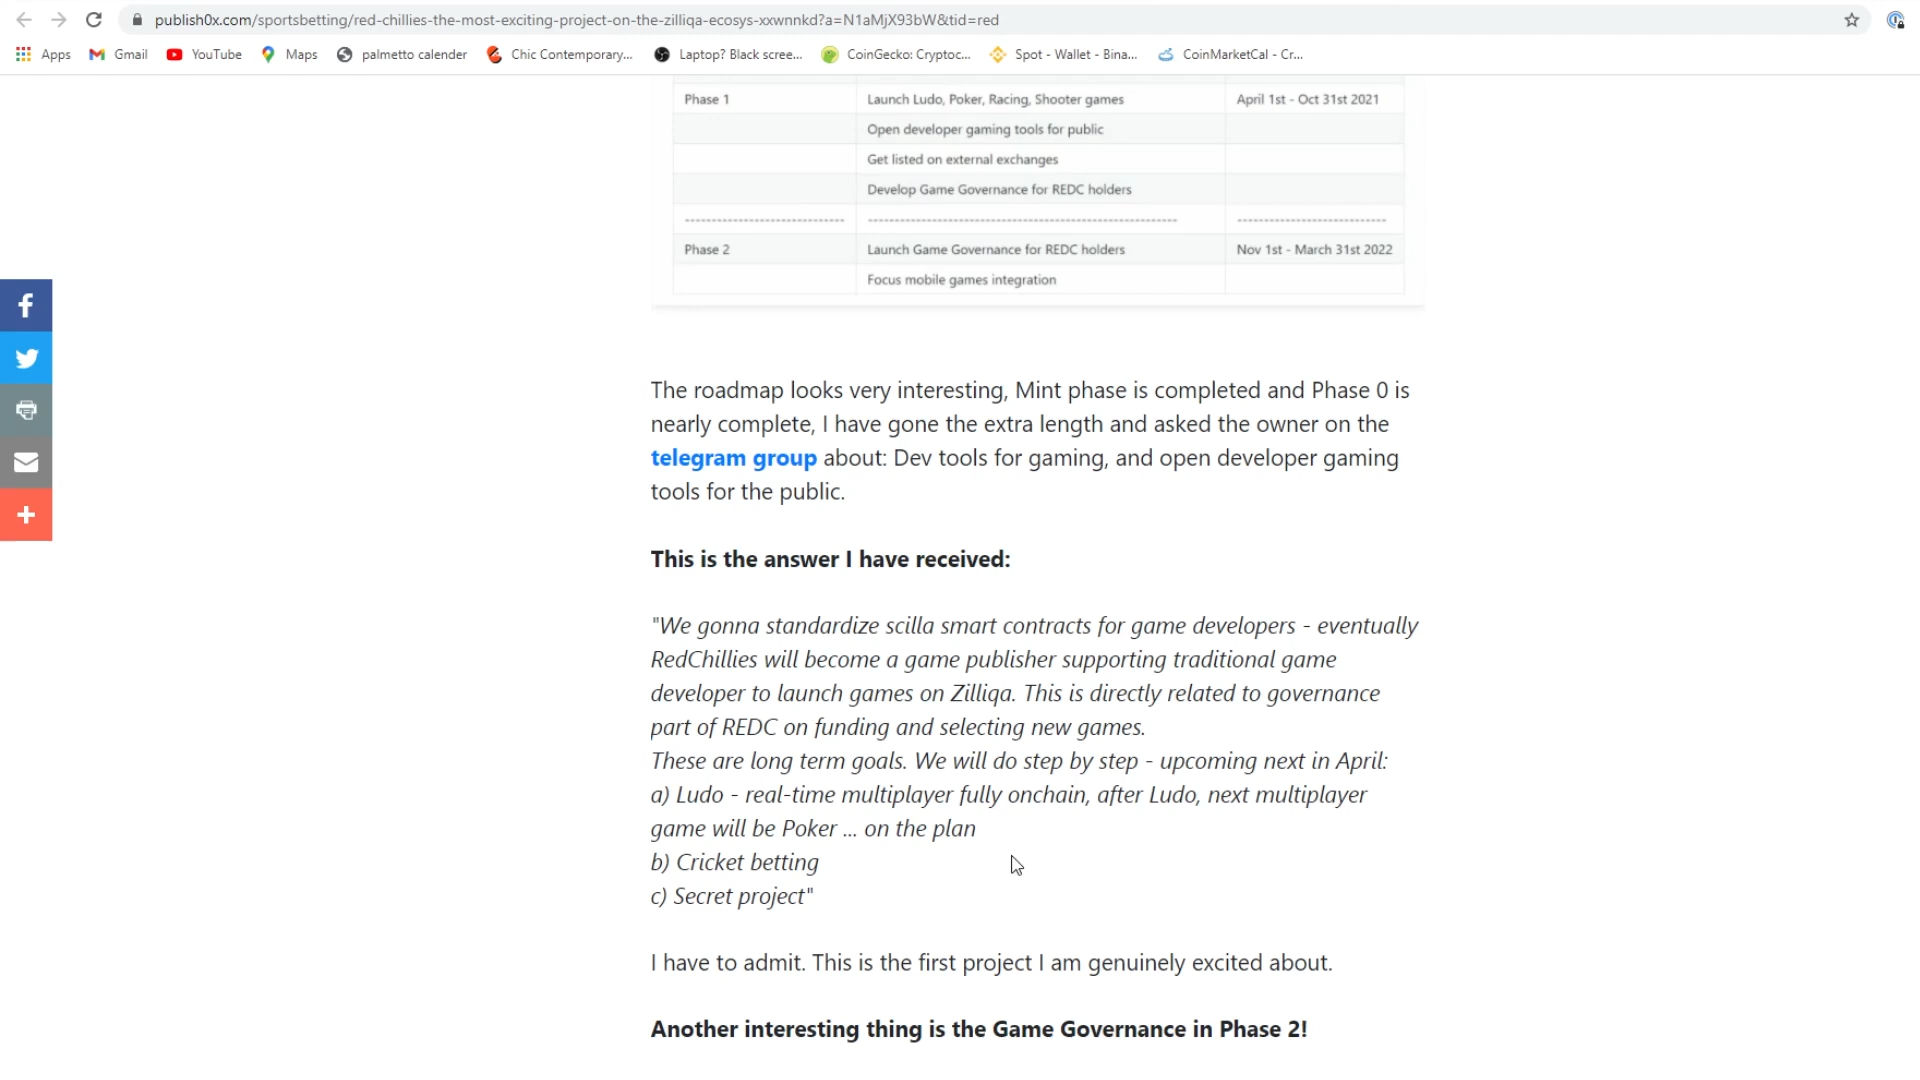 publish0x.com/sportsbetting/red-chillies-the-most-exciting-project-on-the-zilliqa-ecosys-xxwnnkd?a=N1aMjX93bW&tid=red
Apps Gmail YouTube Maps palmetto calender Chic Contemporary... Laptop? Black scree... CoinGecko: Cryptoc... Spot - Wallet - Bina... CoinMarketCal - Cr...
Phase 1 Launch Ludo, Poker, Racing, Shooter games April 1st - Oct 31st 2021
Open developer gaming tools for public
Get listed on external exchanges
Develop Game Governance for REDC holders
Phase 2 Launch Game Governance for REDC holders Nov 1st - March 31st 2022
Focus mobile games integration
The roadmap looks very interesting, Mint phase is completed and Phase 0 is
nearly complete, I have gone the extra length and asked the owner on the
telegram group about: Dev tools for gaming, and open developer gaming
tools for the public.
This is the answer I have received:
"We gonna standardize scilla smart contracts for game developers - eventually
RedChillies will become a game publisher supporting traditional game
developer to launch games on Zilliqa. This is directly related to governance
part of REDC on funding and selecting new games.
These are long term goals. We will do step by step - upcoming next in April:
a) Ludo - real-time multiplayer fully onchain, after Ludo, next multiplayer
game will be Poker ... on the plan
b) Cricket betting
c) Secret project"
I have to admit. This is the first project I am genuinely excited about.
Another interesting thing is the Game Governance in Phase 2!